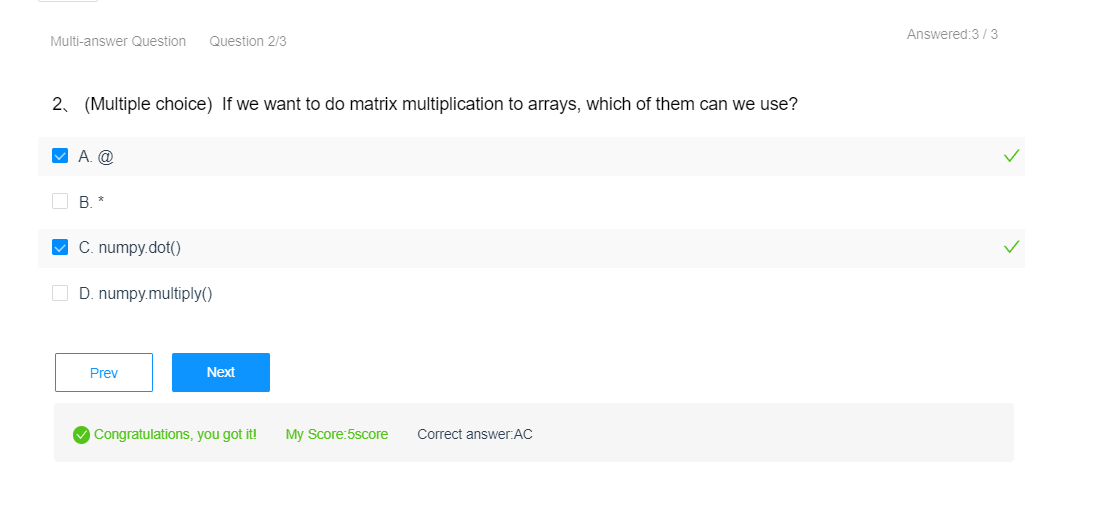 Multi-answer Question Question 2/3 Answered:3 / 3
2、 (Multiple choice) If we want to do matrix multiplication to arrays, which of them can we use?
A. @
B. *
C. numpy.dot()
D. numpy.multiply()
Prev Next
Congratulations, you got it! My Score:5score Correct answer:AC